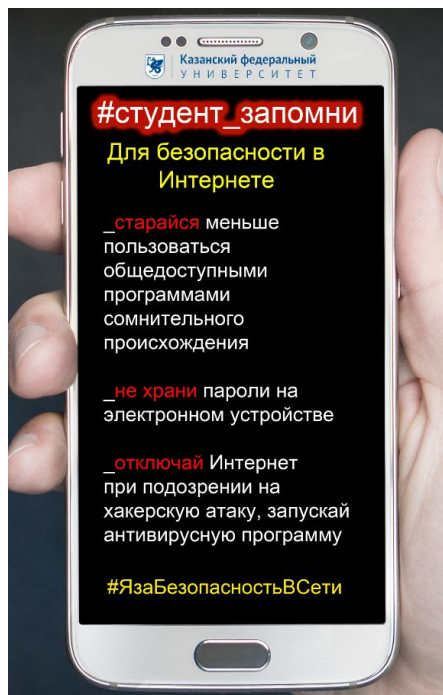 Казанский федеральный
УНИВЕРСИТЕТ
#студент_запомни
Для безопасности в
Интернете
_старайся меньше
пользоваться
общедоступными
программами
сомнительного
происхождения
_не храни пароли на
электронном устройстве
_отключай Интернет
при подозрении на
хакерскую атаку, запускай
антивирусную программу
#ЯзаБезопасностьВСети